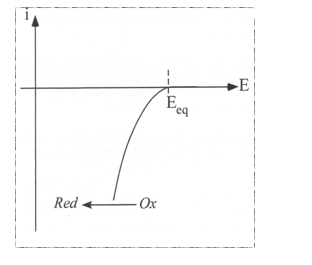 i
E
E_eq
Red ← Ox